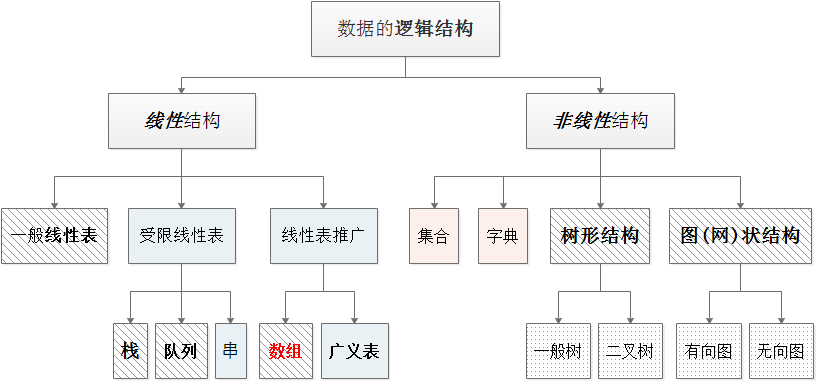 数据的逻辑结构
线性结构
非线性结构
一般线性表
受限线性表
线性表推广
集合
字典
树形结构
图(网)状结构
栈
队列
串
数组
广义表
一般树
二叉树
有向图
无向图